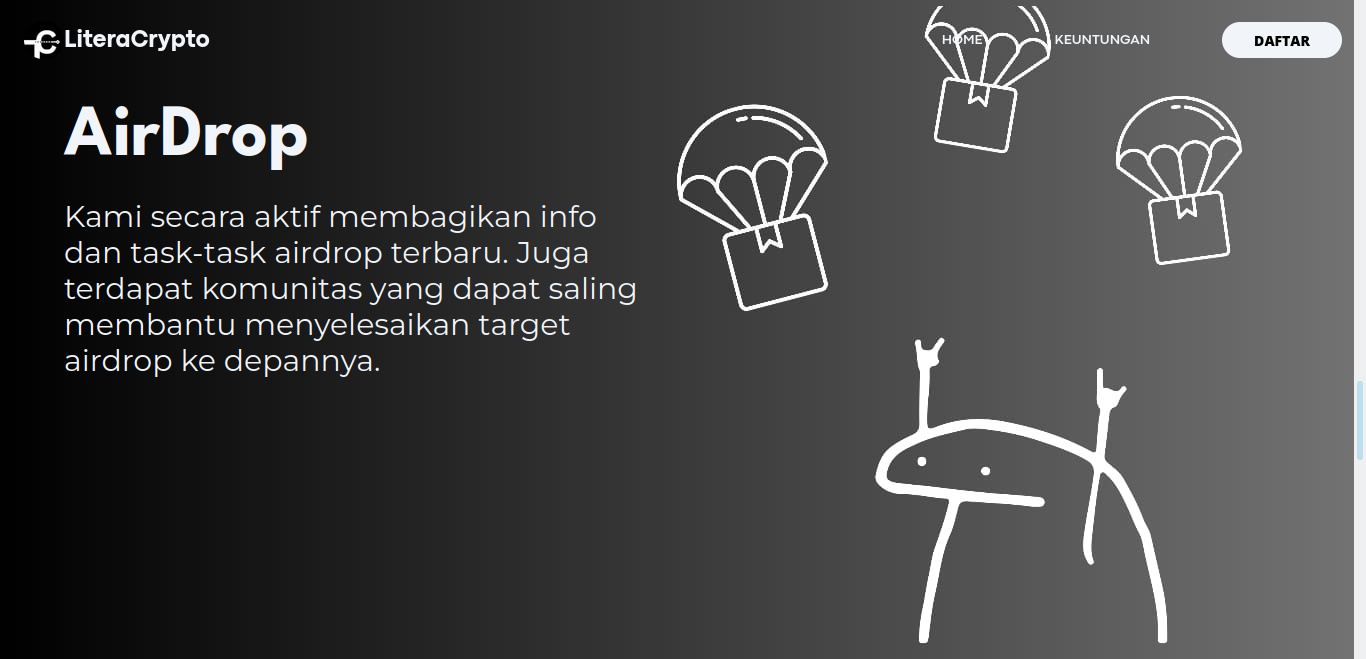 LiteraCrypto
HOME
KEUNTUNGAN
DAFTAR
AirDrop
Kami secara aktif membagikan info
dan task-task airdrop terbaru. Juga
terdapat komunitas yang dapat saling
membantu menyelesaikan target
airdrop ke depannya.